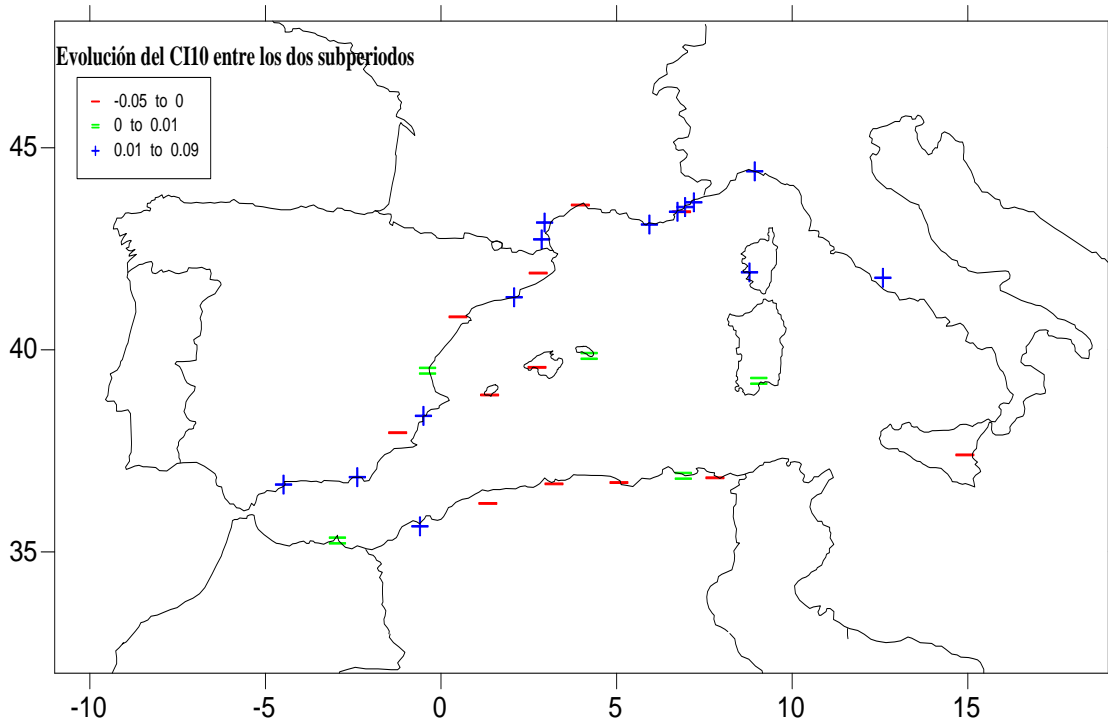 Evolución del CI10 entre los dos subperiodos
-0.05 to 0
0 to 0.01
0.01 to 0.09
45
40
35
-10 -5 0 5 10 15